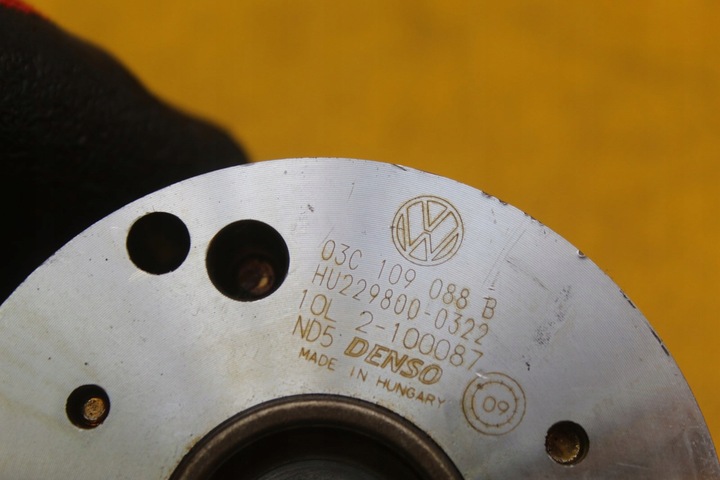 03C 109 088 B
HU229800-0322
10L 2-100087
ND5 DENSO
MADE IN HUNGARY
09